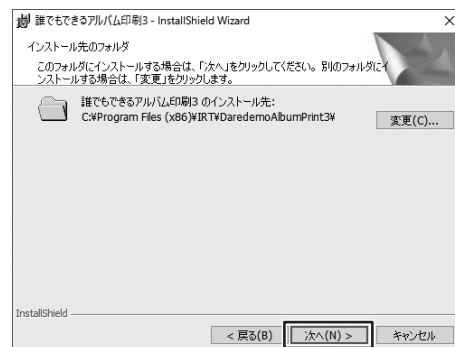 誰でもできるアルバム印刷3 - InstallShield Wizard
インストール先のフォルダ
このフォルダにインストールする場合は、「次へ」をクリックしてください。別のフォルダにイ
ンストールする場合は、「変更」をクリックします。
誰でもできるアルバム印刷3 のインストール先:
C:¥Program Files (x86)¥IRT¥DaredemoAlbumPrint3¥
変更(C)...
InstallShield
< 戻る(B)
次へ(N) >
キャンセル